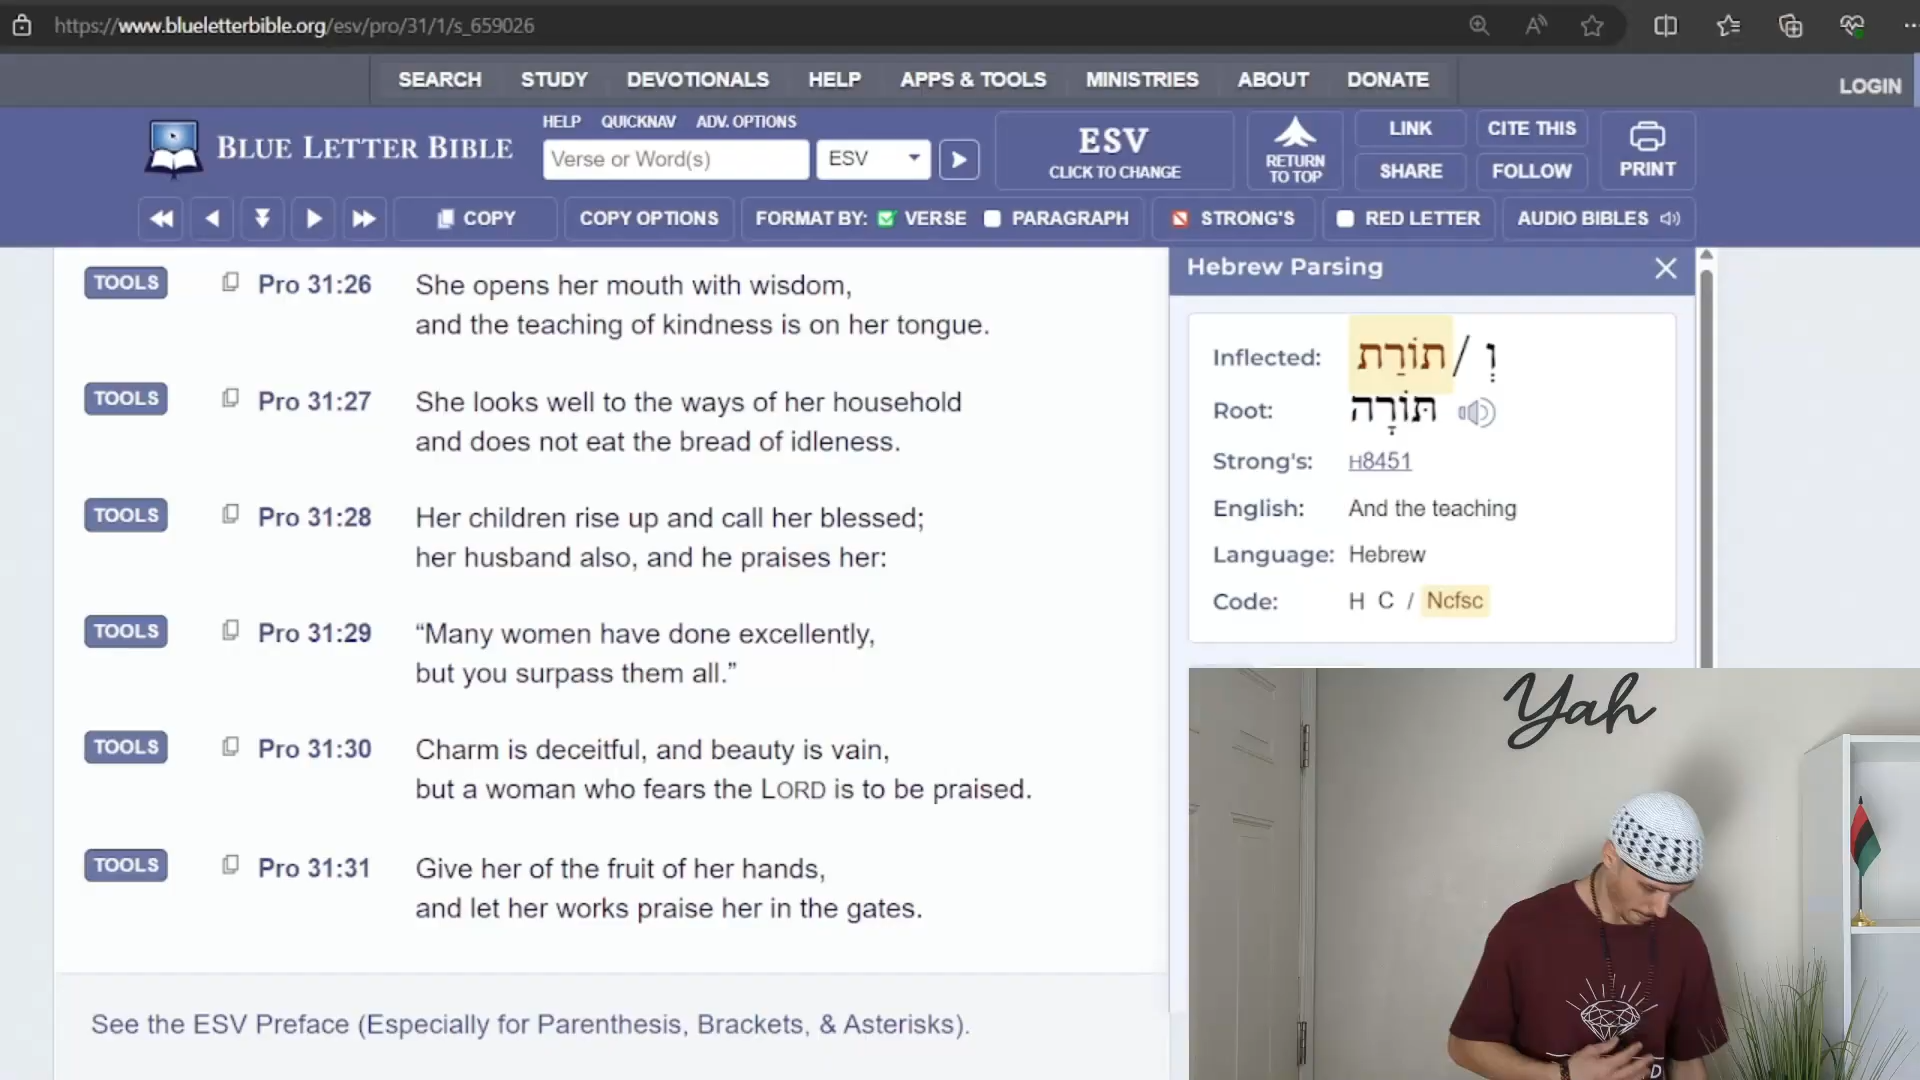 https://www.blueletterbible.org/esv/pro/31/1/s_659026
SEARCH STUDY DEVOTIONALS HELP APPS & TOOLS MINISTRIES ABOUT DONATE
LOGIN
BLUE LETTER BIBLE
HELP QUICKNAV ADV. OPTIONS
Verse or Word(s)
ESV
ESV
CLICK TO CHANGE
RETURN
TO TOP
LINK
CITE THIS
SHARE
FOLLOW
PRINT
COPY
COPY OPTIONS
FORMAT BY: VERSE PARAGRAPH
STRONG'S
RED LETTER
AUDIO BIBLES
TOOLS Pro 31:26 She opens her mouth with wisdom,
and the teaching of kindness is on her tongue.
TOOLS Pro 31:27 She looks well to the ways of her household
and does not eat the bread of idleness.
TOOLS Pro 31:28 Her children rise up and call her blessed;
her husband also, and he praises her:
TOOLS Pro 31:29 “Many women have done excellently,
but you surpass them all.”
TOOLS Pro 31:30 Charm is deceitful, and beauty is vain,
but a woman who fears the LORD is to be praised.
TOOLS Pro 31:31 Give her of the fruit of her hands,
and let her works praise her in the gates.
See the ESV Preface (Especially for Parenthesis, Brackets, & Asterisks).
Hebrew Parsing
Inflected: וְ/תוֹרַת
Root: תּוֹרָה
Strong's: H8451
English: And the teaching
Language: Hebrew
Code: H C / Ncfsc
Yah